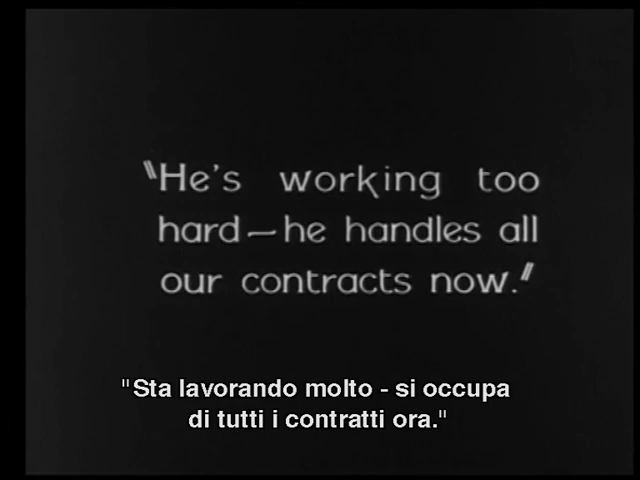 "He's working too
hard—he handles all
our contracts now."
"Sta lavorando molto - si occupa
di tutti i contratti ora."